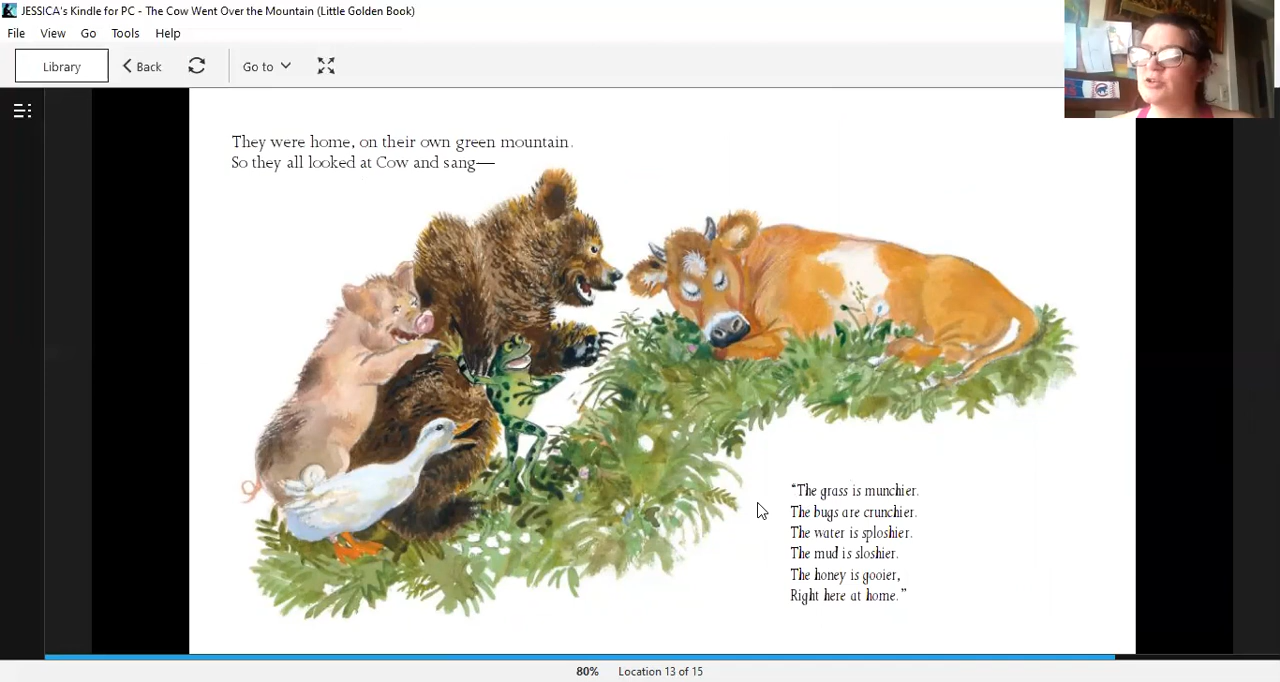 JESSICA's Kindle for PC - The Cow Went Over the Mountain (Little Golden Book)
File View Go Tools Help
Library Back Go to
They were home, on their own green mountain.
So they all looked at Cow and sang—
"The grass is munchier.
The bugs are crunchier.
The water is sploshier.
The mud is sloshier.
The honey is gooier,
Right here at home."
80% Location 13 of 15